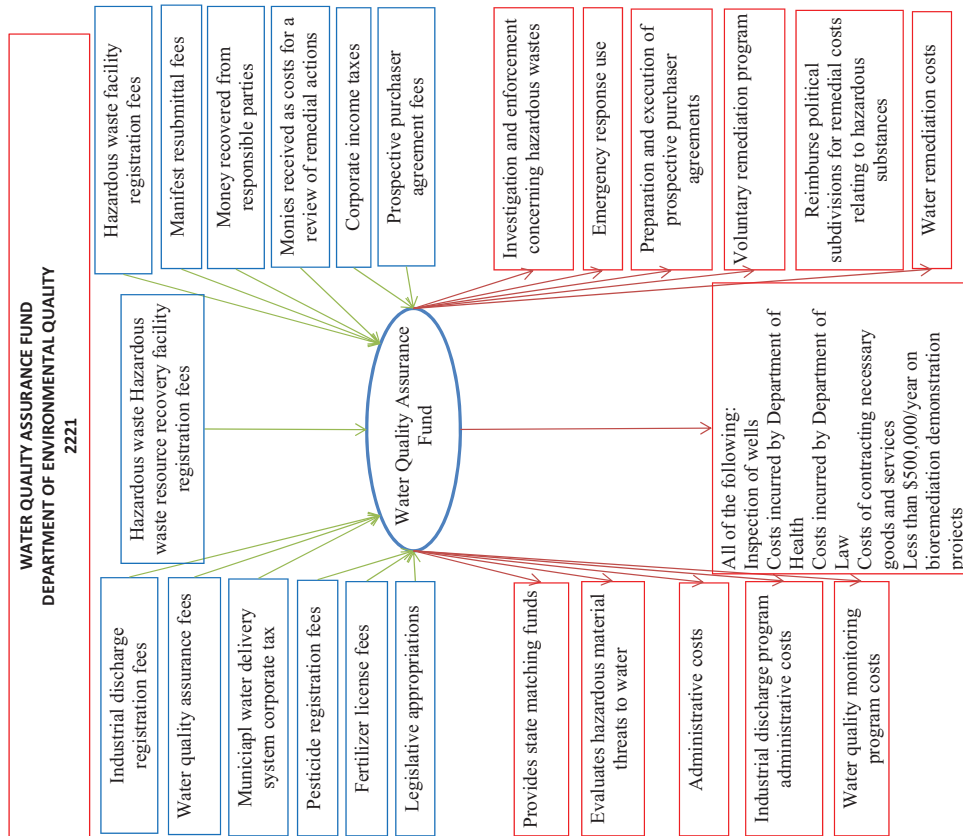 WATER QUALITY ASSURANCE FUND
DEPARTMENT OF ENVIRONMENTAL QUALITY
2221
Industrial discharge
registration fees
Water quality assurance fees
Municiapl water delivery
system corporate tax
Pesticide registration fees
Fertilizer license fees
Legislative appropriations
Hazardous waste Hazardous
waste resource recovery facility
registration fees
Hazardous waste facility
registration fees
Manifest resubmittal fees
Money recovered from
responsible parties
Monies received as costs for a
review of remedial actions
Corporate income taxes
Prospective purchaser
agreement fees
Water Quality Assurance
Fund
Provides state matching funds
Evaluates hazardous material
threats to water
Administrative costs
Industrial discharge program
administrative costs
Water quality monitoring
program costs
All of the following:
Inspection of wells
Costs incurred by Department of
Health
Costs incurred by Department of
Law
Costs of contracting necessary
goods and services
Less than $500,000/year on
bioremediation demonstration
projects
Investigation and enforcement
concerning hazardous wastes
Emergency response use
Preparation and execution of
prospective purchaser
agreements
Voluntary remediation program
Reimburse political
subdivisions for remedial costs
relating to hazardous
substances
Water remediation costs